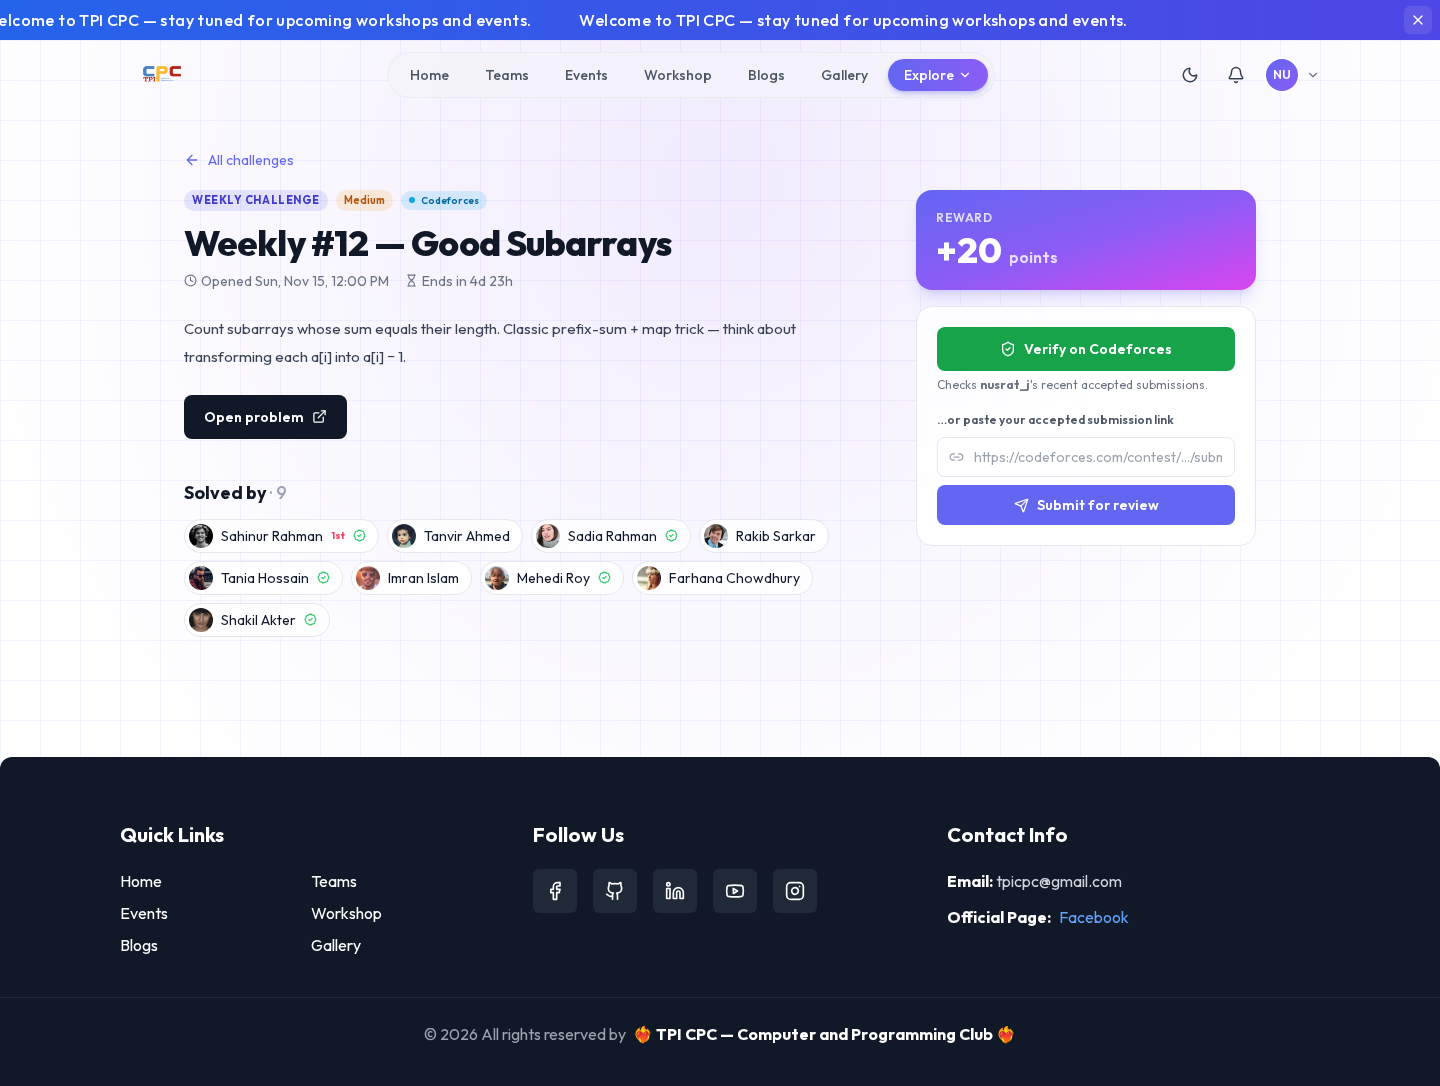 elcome to TPI CPC — stay tuned for upcoming workshops and events. Welcome to TPI CPC — stay tuned for upcoming workshops and events.
CPC
TPI
Home Teams Events Workshop Blogs Gallery Explore
NU
All challenges
WEEKLY CHALLENGE Medium Codeforces
Weekly #12 — Good Subarrays
Opened Sun, Nov 15, 12:00 PM Ends in 4d 23h
Count subarrays whose sum equals their length. Classic prefix-sum + map trick — think about
transforming each a[i] into a[i] − 1.
Open problem
Solved by · 9
Sahinur Rahman 1st Tanvir Ahmed Sadia Rahman Rakib Sarkar
Tania Hossain Imran Islam Mehedi Roy Farhana Chowdhury
Shakil Akter
REWARD
+20 points
Verify on Codeforces
Checks nusrat_j's recent accepted submissions.
...or paste your accepted submission link
https://codeforces.com/contest/.../subm
Submit for review
Quick Links
Home Teams
Events Workshop
Blogs Gallery
Follow Us
Contact Info
Email: tpicpc@gmail.com
Official Page: Facebook
© 2026 All rights reserved by ❤️‍🔥 TPI CPC — Computer and Programming Club ❤️‍🔥